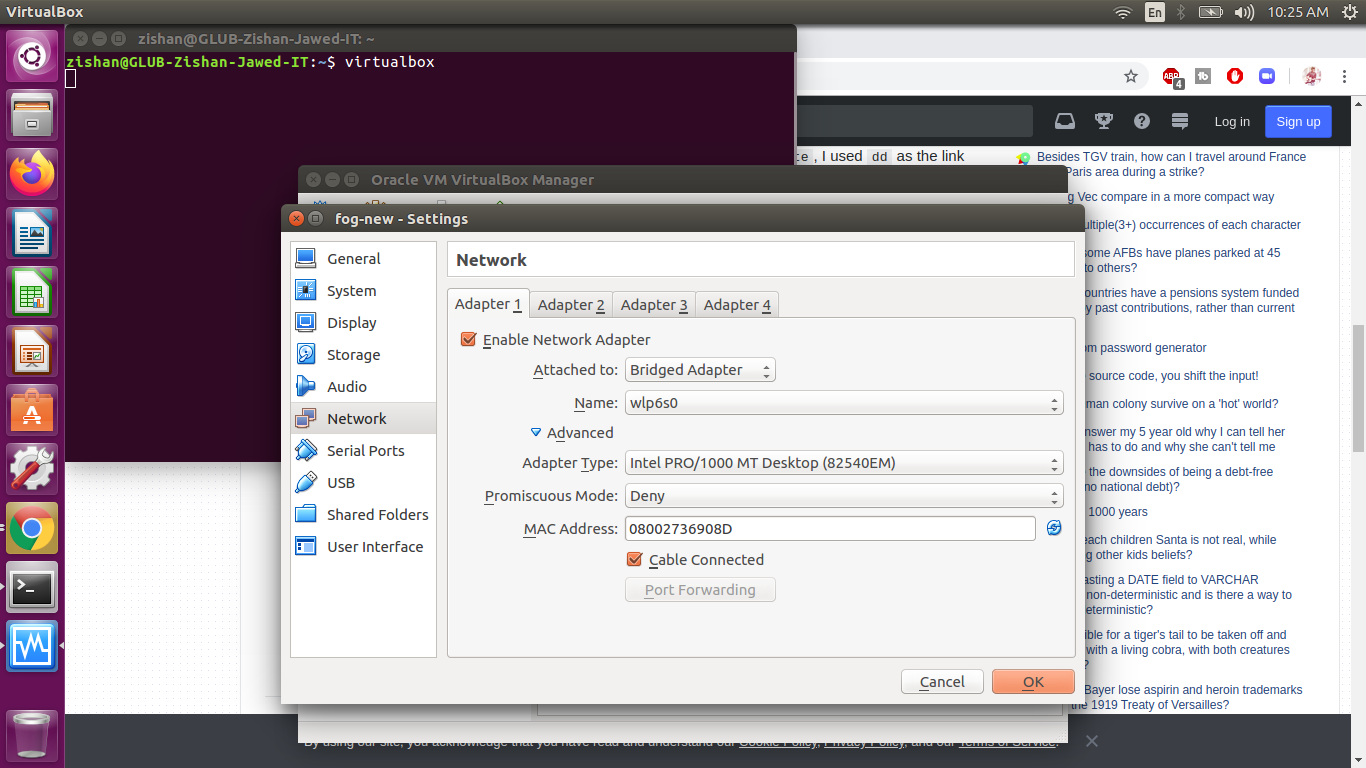 VirtualBox
En
10:25 AM
zishan@GLUB-Zishan-Jawed-IT: ~
zishan@GLUB-Zishan-Jawed-IT:~$ virtualbox
ABP
4
tb
Log in
Sign up
, I used dd as the link
Besides TGV train, how can I travel around France
Paris area during a strike?
Vec compare in a more compact way
occurrences of each character
some AFBs have planes parked at 45
to others?
have a pensions system funded
past contributions, rather than current
password generator
source code, you shift the input!
colony survive on a 'hot' world?
my 5 year old why I can tell her
has to do and why she can't tell me
the downsides of being a debt-free
national debt)?
1000 years
each children Santa is not real, while
other kids beliefs?
a DATE field to VARCHAR
non-deterministic and is there a way to
for a tiger's tail to be taken off and
with a living cobra, with both creatures
Bayer lose aspirin and heroin trademarks
the 1919 Treaty of Versailles?
Oracle VM VirtualBox Manager
fog-new - Settings
General
System
Display
Storage
Audio
Network
Serial Ports
USB
Shared Folders
User Interface
Network
Adapter 1
Adapter 2
Adapter 3
Adapter 4
Enable Network Adapter
Attached to: Bridged Adapter
Name: wlp6s0
Advanced
Adapter Type: Intel PRO/1000 MT Desktop (82540EM)
Promiscuous Mode: Deny
MAC Address: 08002736908D
Cable Connected
Port Forwarding
Cancel
OK
By using our site, you acknowledge that you have read and understand our Cookie Policy, Privacy Policy, and our Terms of Service.